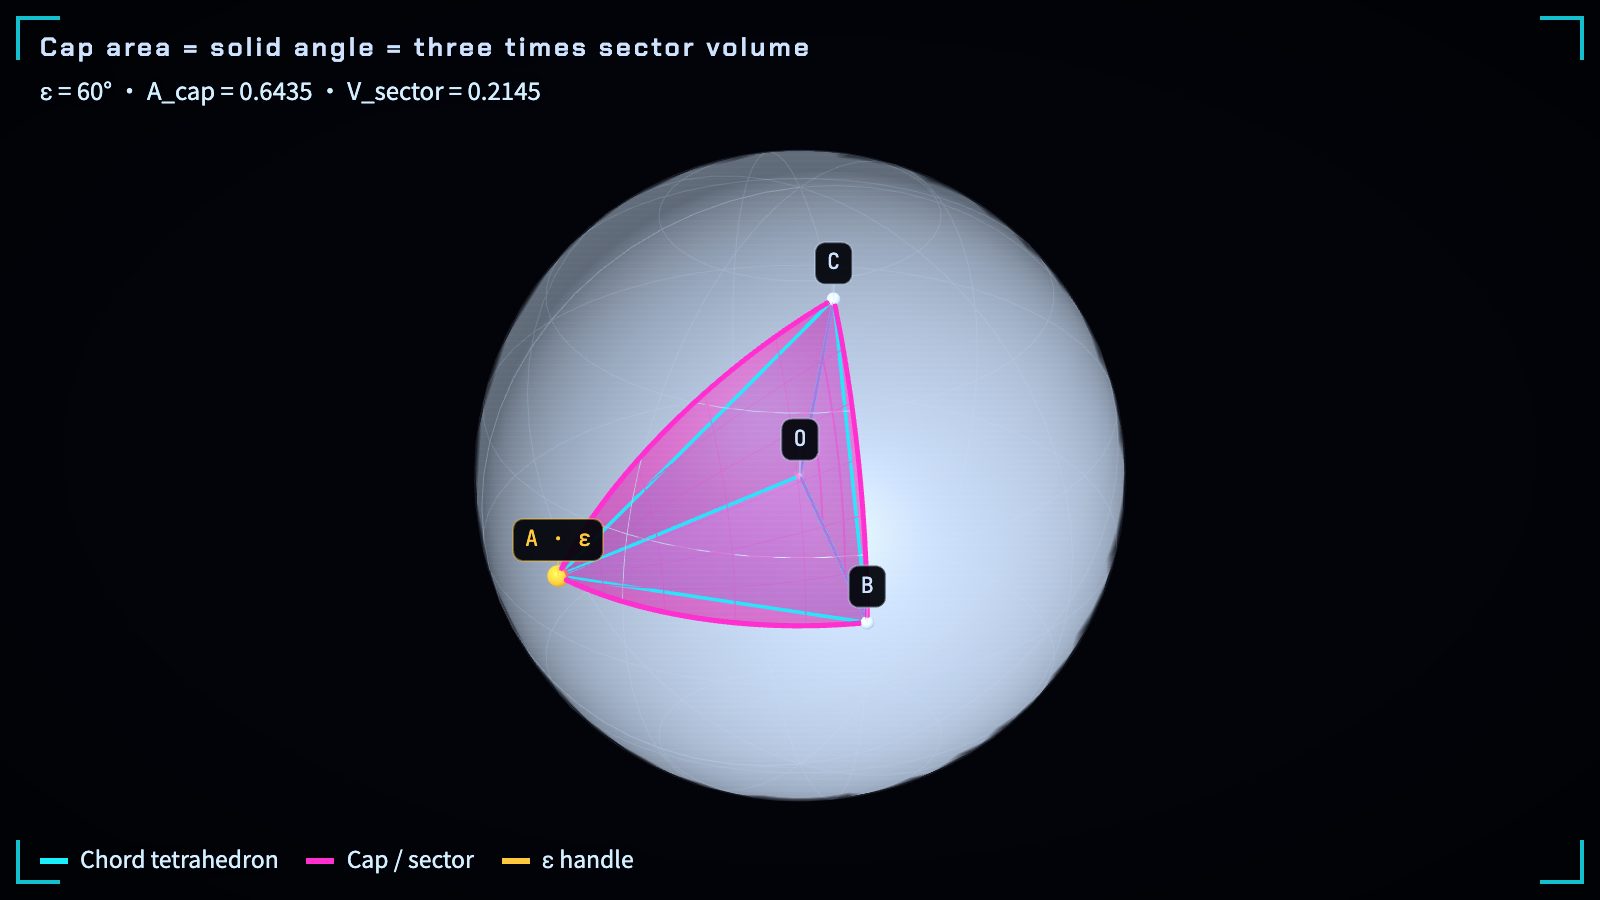 Cap area = solid angle = three times sector volume
ε = 60° • A_cap = 0.6435 • V_sector = 0.2145
C
O
A · ε
B
Chord tetrahedron
Cap / sector
ε handle